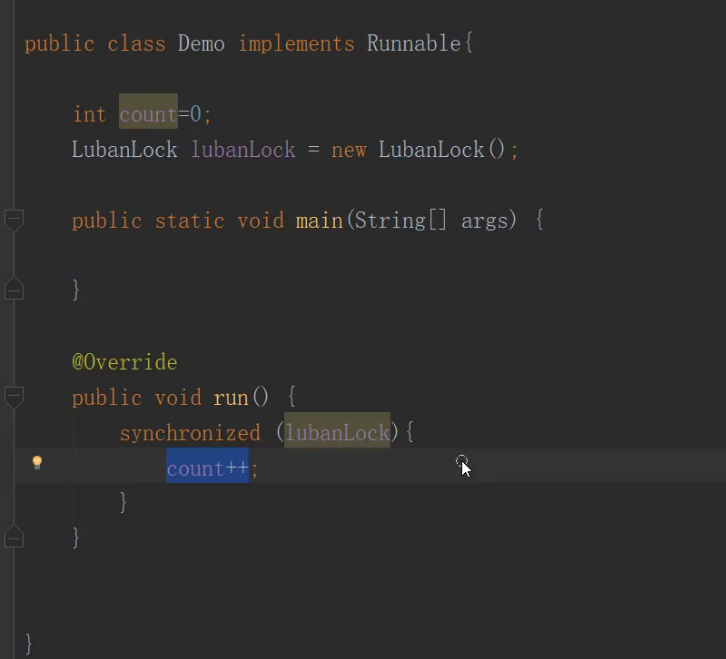 public class Demo implements Runnable{
int count=0;
LubanLock lubanLock = new LubanLock();
public static void main(String[] args) {
}
@Override
public void run() {
synchronized (lubanLock){
count++;
}
}
}